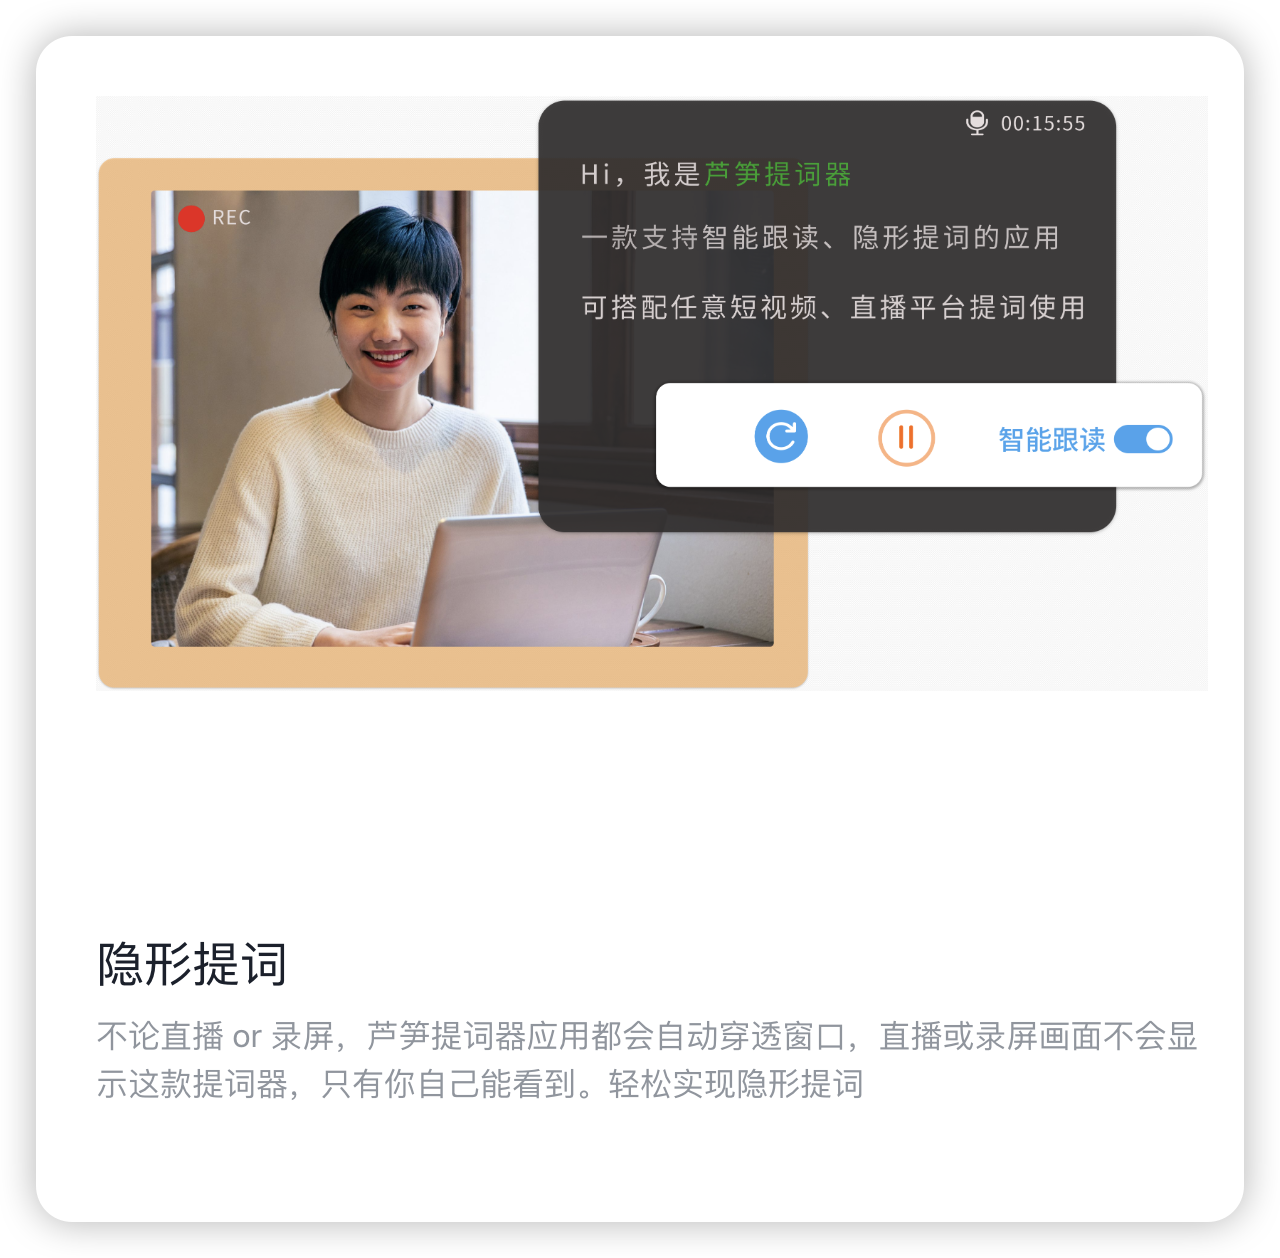 00:15:55
Hi，我是芦笋提词器
一款支持智能跟读、隐形提词的应用
可搭配任意短视频、直播平台提词使用
REC
智能跟读
隐形提词
不论直播 or 录屏，芦笋提词器应用都会自动穿透窗口，直播或录屏画面不会显
示这款提词器，只有你自己能看到。轻松实现隐形提词